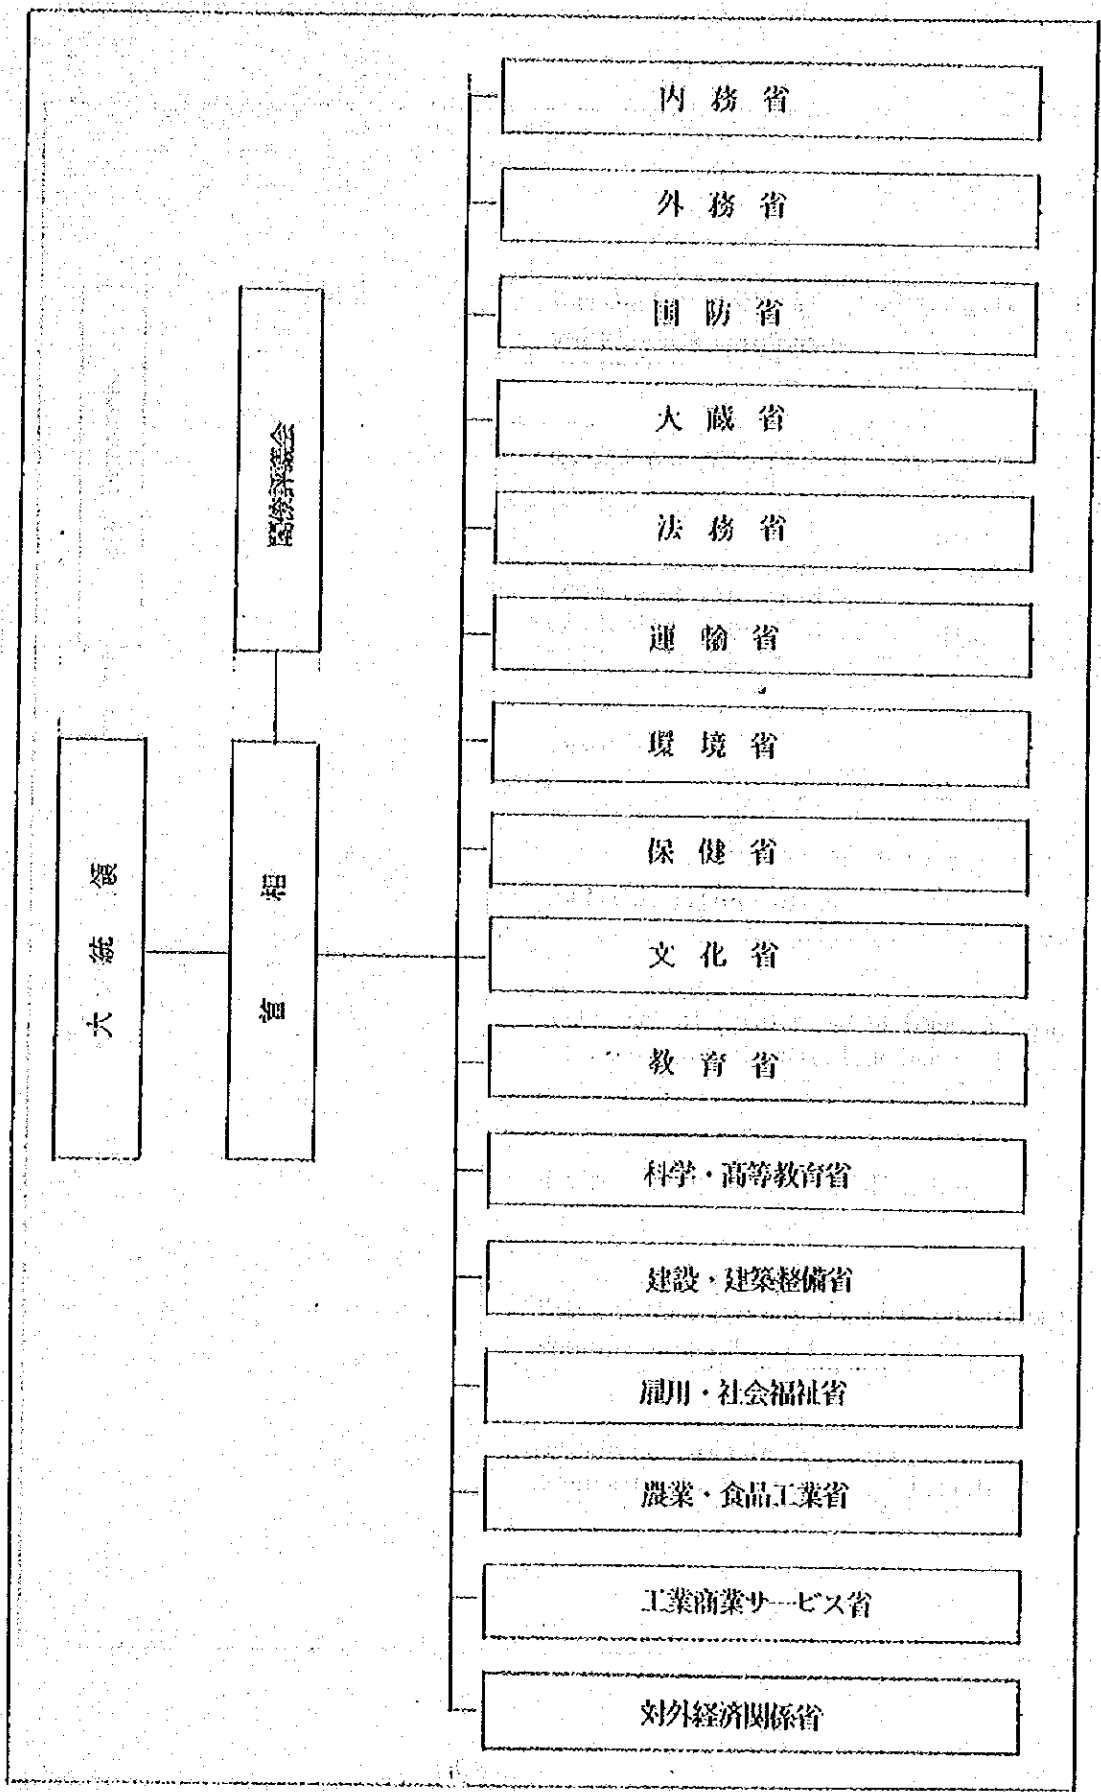 大統領
首相
閣僚評議会
内務省
外務省
国防省
大蔵省
法務省
運輸省
環境省
保健省
文化省
教育省
科学・高等教育省
建設・建築整備省
雇用・社会福祉省
農業・食品工業省
工業商業サービス省
対外経済関係省